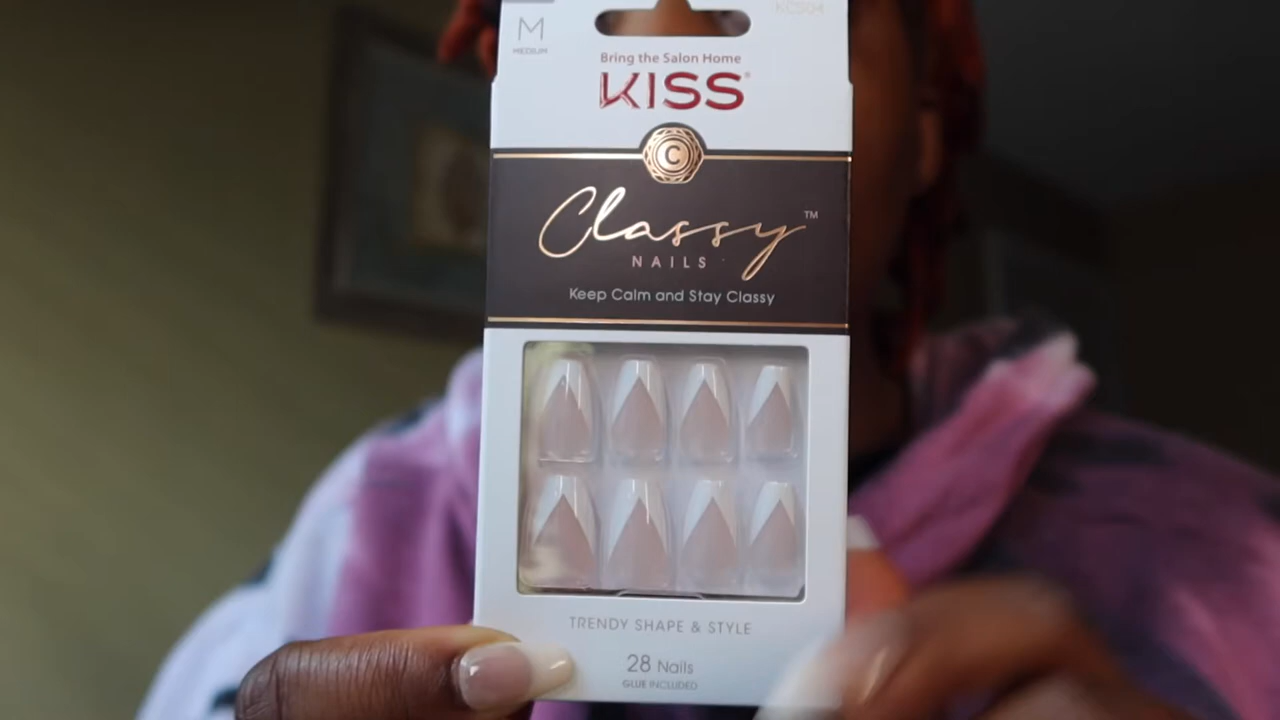 M
MEDIUM
KCS04
Bring the Salon Home
KISS®
C
Classy™
NAILS
Keep Calm and Stay Classy
TRENDY SHAPE & STYLE
28 Nails
GLUE INCLUDED